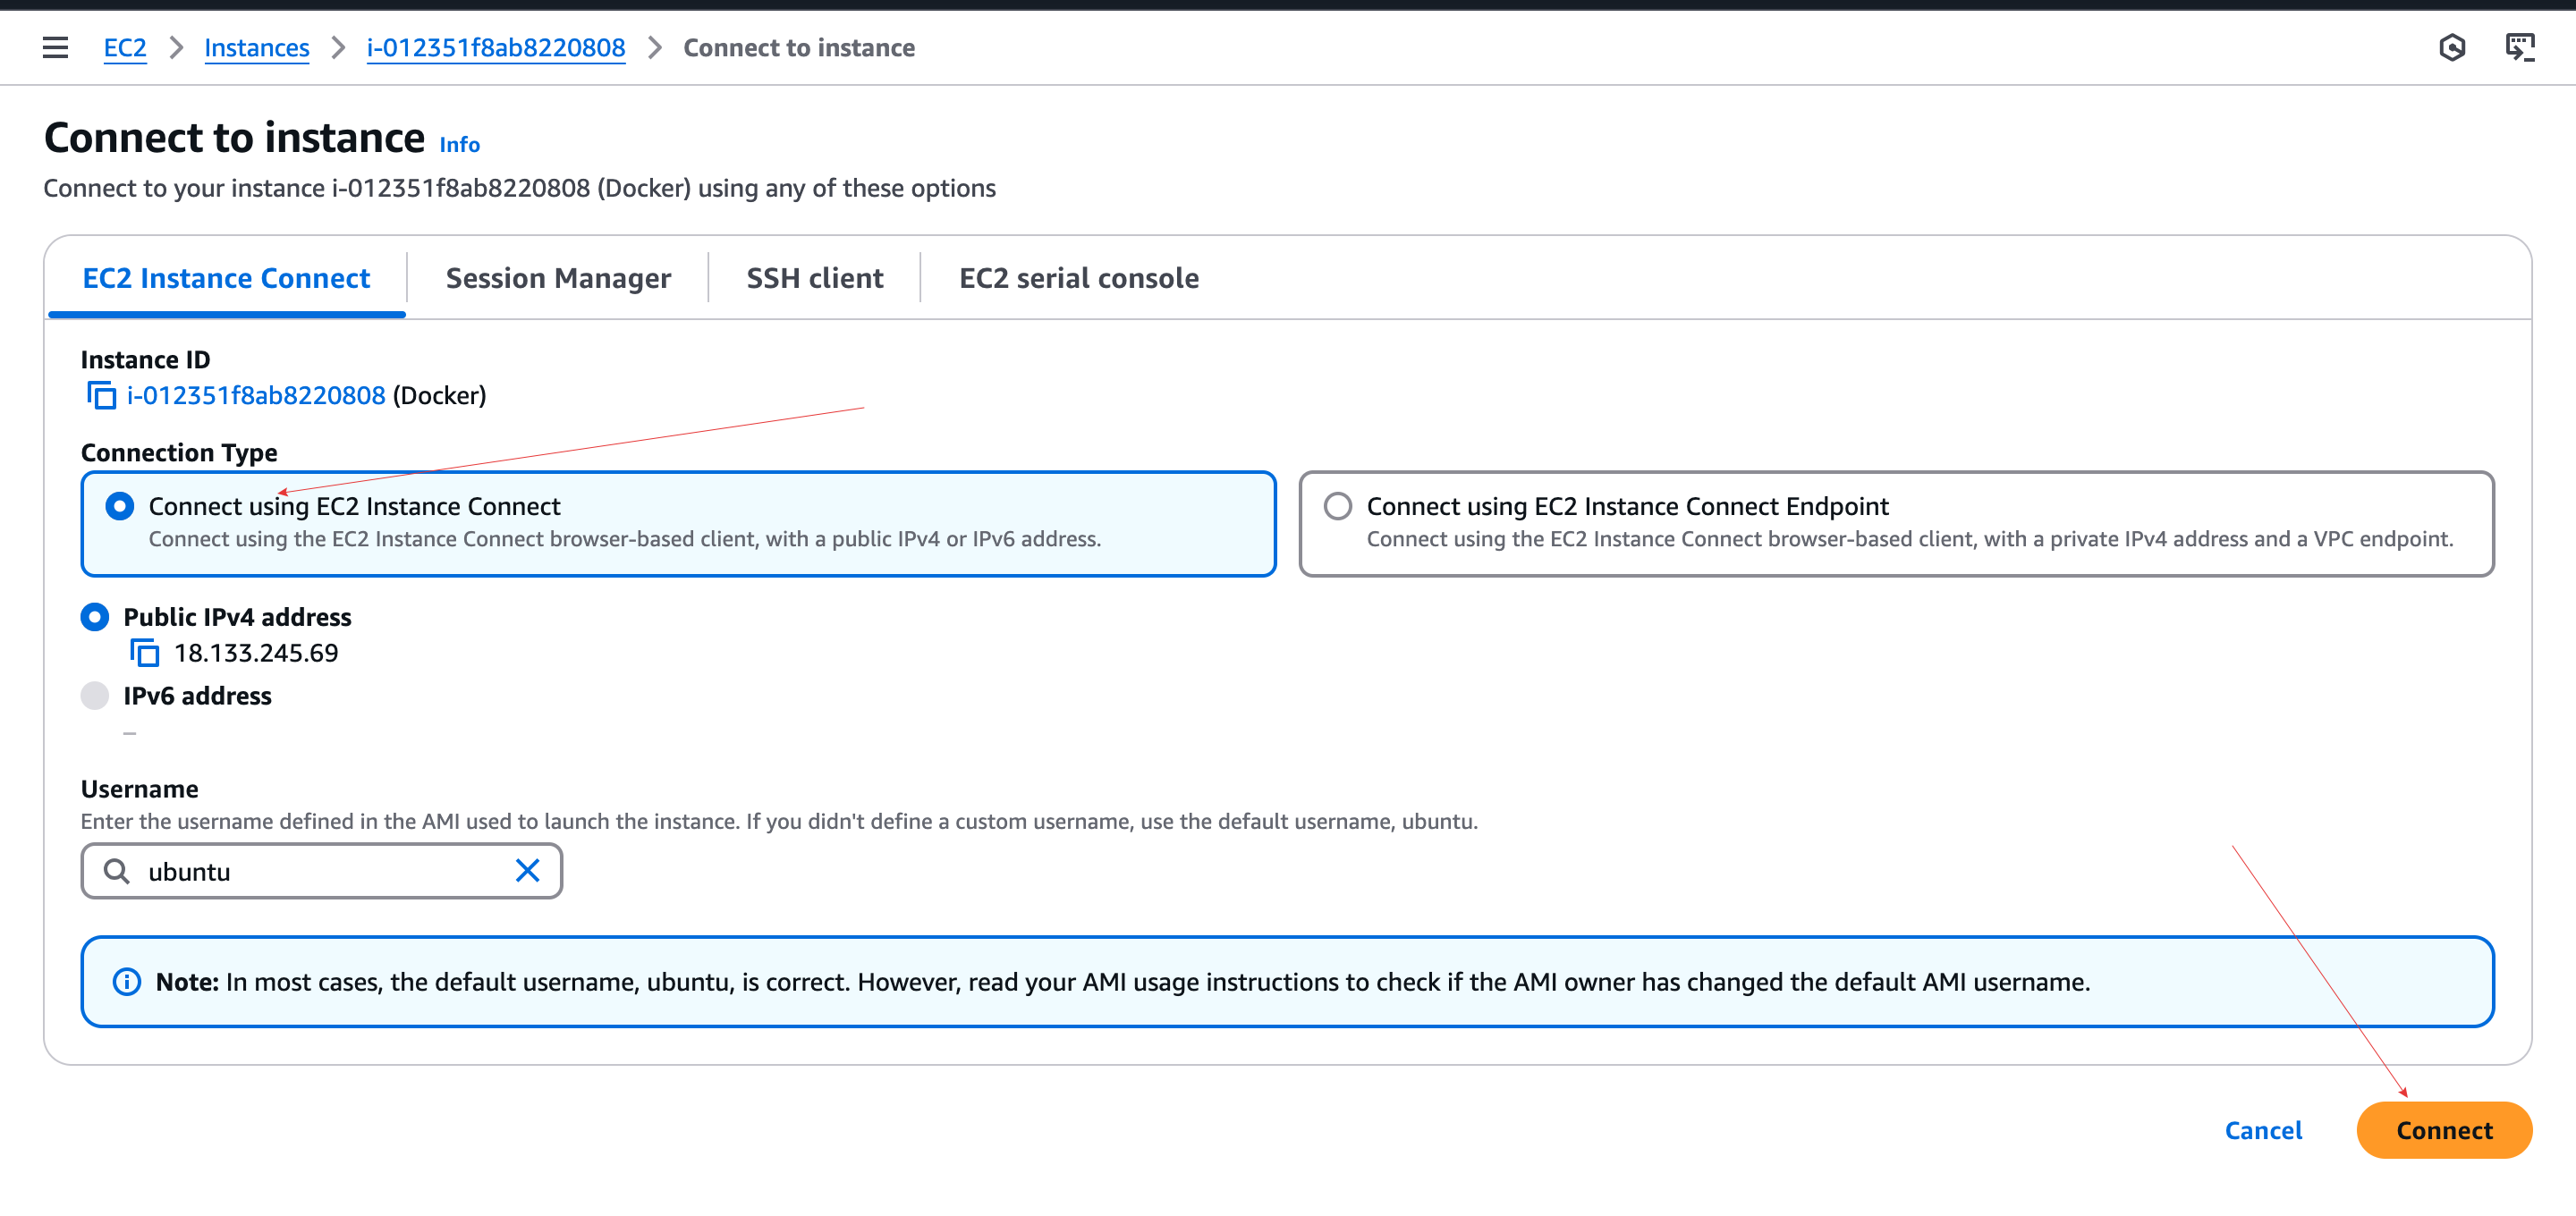 EC2 > Instances > i-012351f8ab8220808 > Connect to instance
Connect to instance Info
Connect to your instance i-012351f8ab8220808 (Docker) using any of these options
EC2 Instance Connect Session Manager SSH client EC2 serial console
Instance ID
i-012351f8ab8220808 (Docker)
Connection Type
Connect using EC2 Instance Connect
Connect using the EC2 Instance Connect browser-based client, with a public IPv4 or IPv6 address.
Connect using EC2 Instance Connect Endpoint
Connect using the EC2 Instance Connect browser-based client, with a private IPv4 address and a VPC endpoint.
Public IPv4 address
18.133.245.69
IPv6 address
–
Username
Enter the username defined in the AMI used to launch the instance. If you didn't define a custom username, use the default username, ubuntu.
ubuntu
Note: In most cases, the default username, ubuntu, is correct. However, read your AMI usage instructions to check if the AMI owner has changed the default AMI username.
Cancel Connect